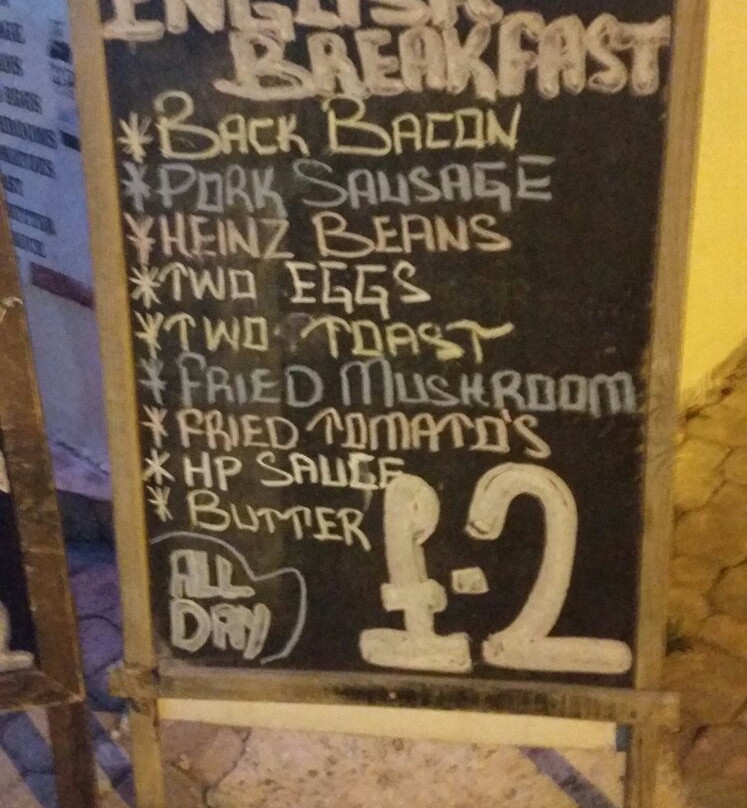 ENGLISH
BREAKFAST
* BACK BACON
* PORK SAUSAGE
* HEINZ BEANS
* TWO EGGS
* TWO TOAST
* FRIED MUSHROOM
* FRIED TOMATO'S
* HP SAUCE
* BUTTER
ALL
DAY
£.2